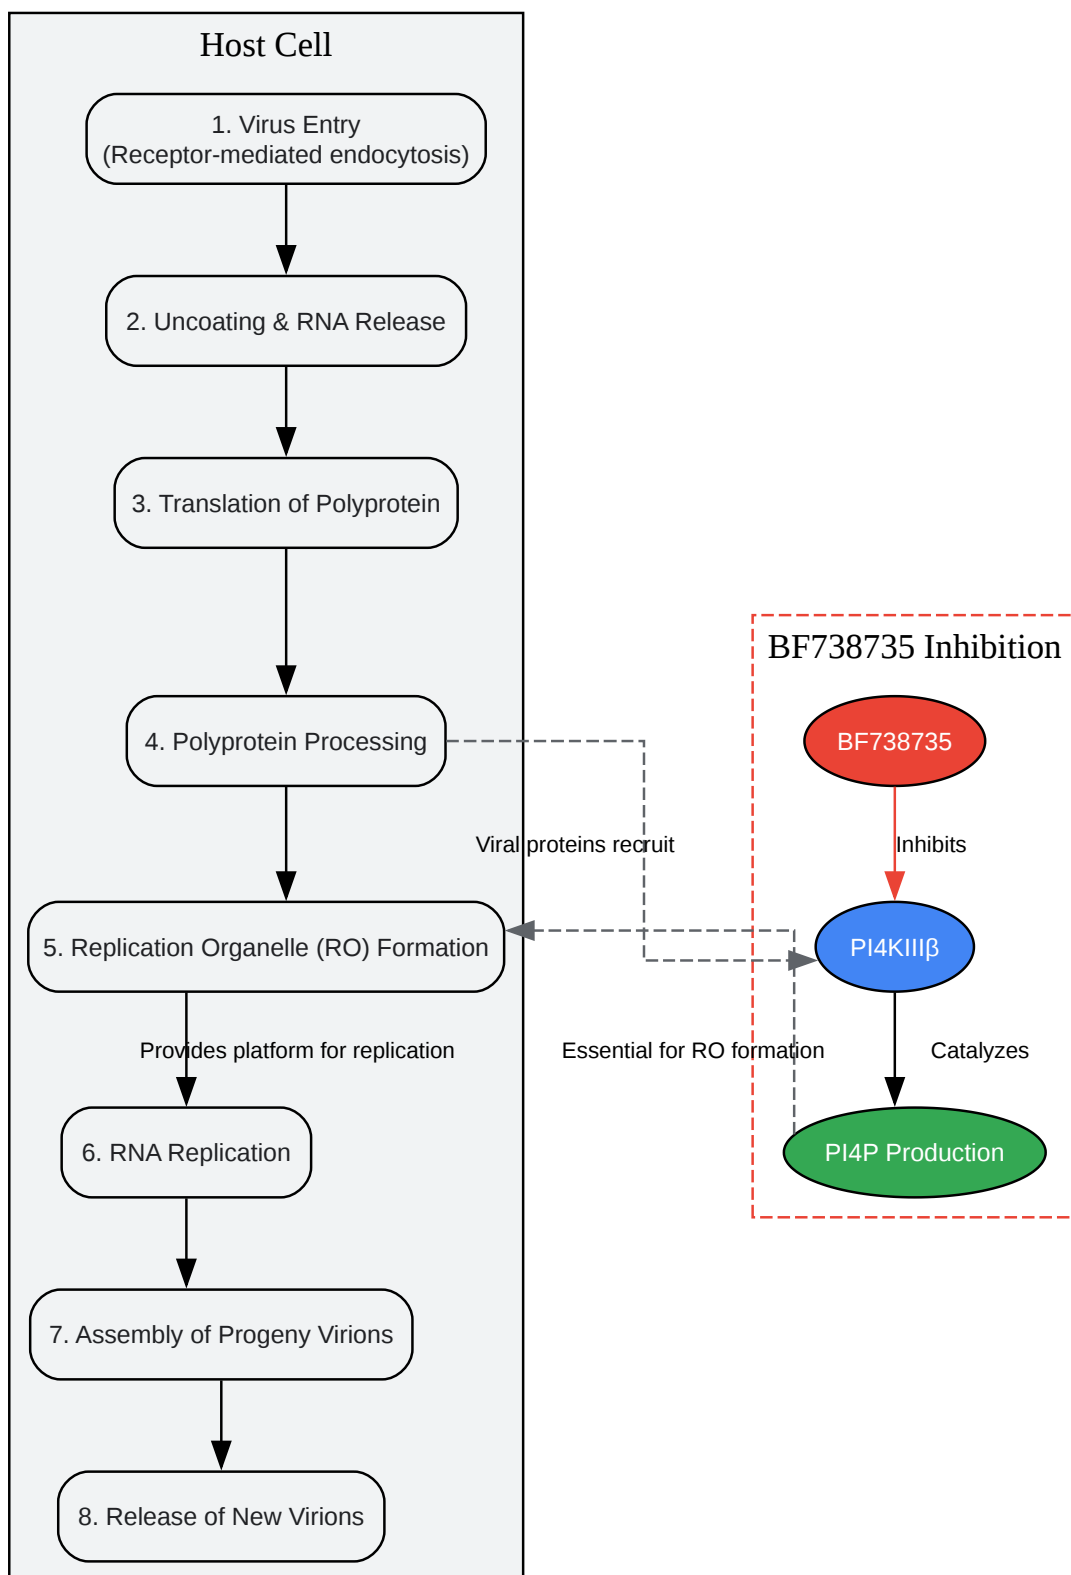 Host Cell
1. Virus Entry
(Receptor-mediated endocytosis)
2. Uncoating & RNA Release
3. Translation of Polyprotein
4. Polyprotein Processing
Viral proteins recruit
5. Replication Organelle (RO) Formation
Provides platform for replication
6. RNA Replication
7. Assembly of Progeny Virions
8. Release of New Virions
BF738735 Inhibition
BF738735
Inhibits
PI4KIIIβ
Essential for RO formation
Catalyzes
PI4P Production